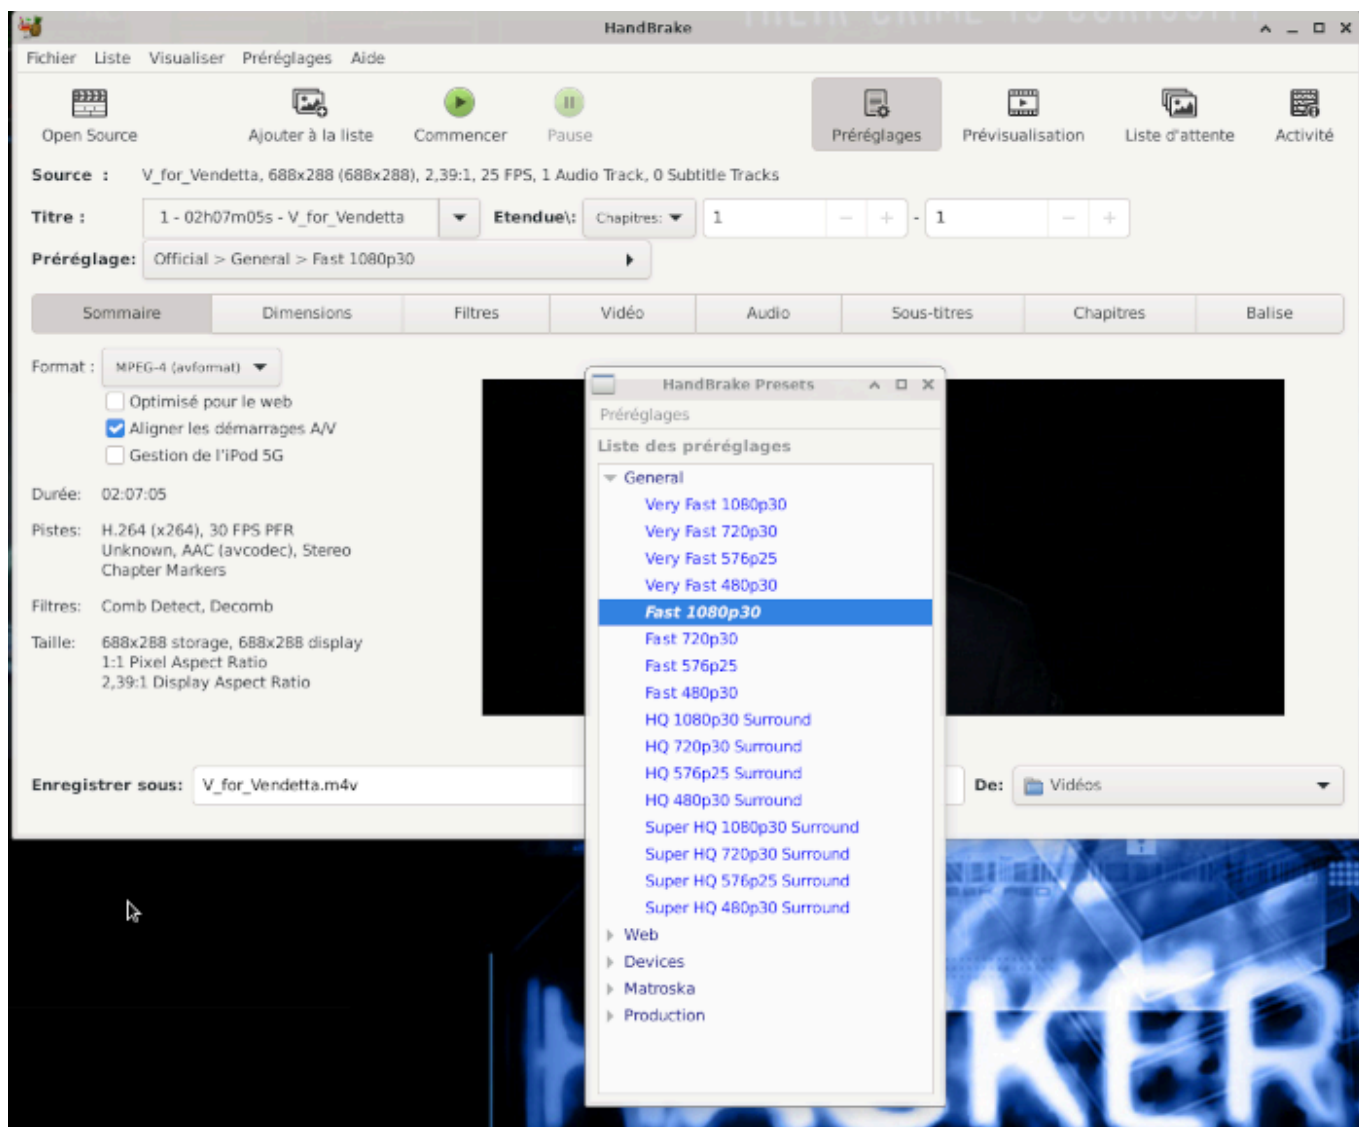 HandBrake
Fichier Liste Visualiser Préréglages Aide
Open Source Ajouter à la liste Commencer Pause Préréglages Prévisualisation Liste d'attente Activité
Source : V_for_Vendetta, 688x288 (688x288), 2,39:1, 25 FPS, 1 Audio Track, 0 Subtitle Tracks
Titre : 1 - 02h07m05s - V_for_Vendetta Etendue\: Chapitres: 1 - + - 1 - +
Préréglage: Official > General > Fast 1080p30
Sommaire Dimensions Filtres Vidéo Audio Sous-titres Chapitres Balise
Format : MPEG-4 (avformat)
Optimisé pour le web
Aligner les démarrages A/V
Gestion de l'iPod 5G
Durée: 02:07:05
Pistes: H.264 (x264), 30 FPS PFR
Unknown, AAC (avcodec), Stereo
Chapter Markers
Filtres: Comb Detect, Decomb
Taille: 688x288 storage, 688x288 display
1:1 Pixel Aspect Ratio
2,39:1 Display Aspect Ratio
Enregistrer sous: V_for_Vendetta.m4v De: Vidéos
HandBrake Presets
Préréglages
Liste des préréglages
General
Very Fast 1080p30
Very Fast 720p30
Very Fast 576p25
Very Fast 480p30
Fast 1080p30
Fast 720p30
Fast 576p25
Fast 480p30
HQ 1080p30 Surround
HQ 720p30 Surround
HQ 576p25 Surround
HQ 480p30 Surround
Super HQ 1080p30 Surround
Super HQ 720p30 Surround
Super HQ 576p25 Surround
Super HQ 480p30 Surround
Web
Devices
Matroska
Production